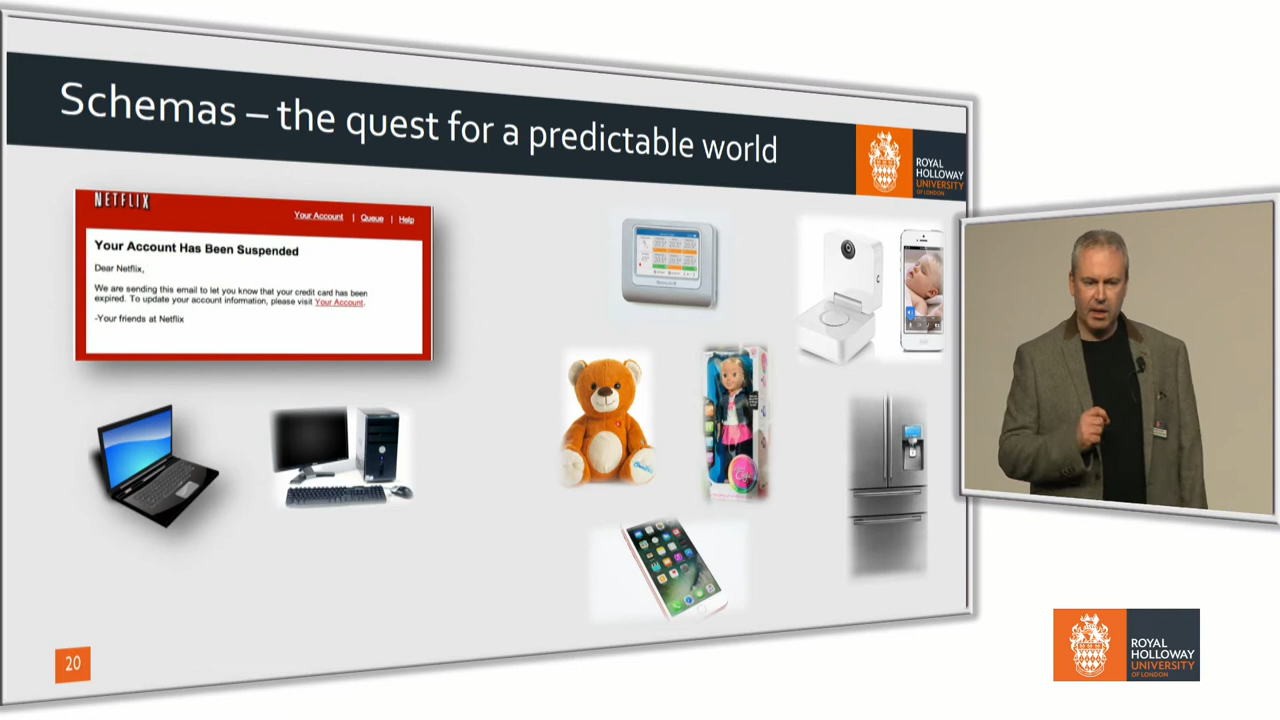 Schemas – the quest for a predictable world
ROYAL
HOLLOWAY
UNIVERSITY
OF LONDON
NETFLIX
Your Account | Queue | Help
Your Account Has Been Suspended
Dear Netflix,
We are sending this email to let you know that your credit card has been
expired. To update your account information, please visit Your Account.
-Your friends at Netflix
20
ROYAL
HOLLOWAY
UNIVERSITY
OF LONDON